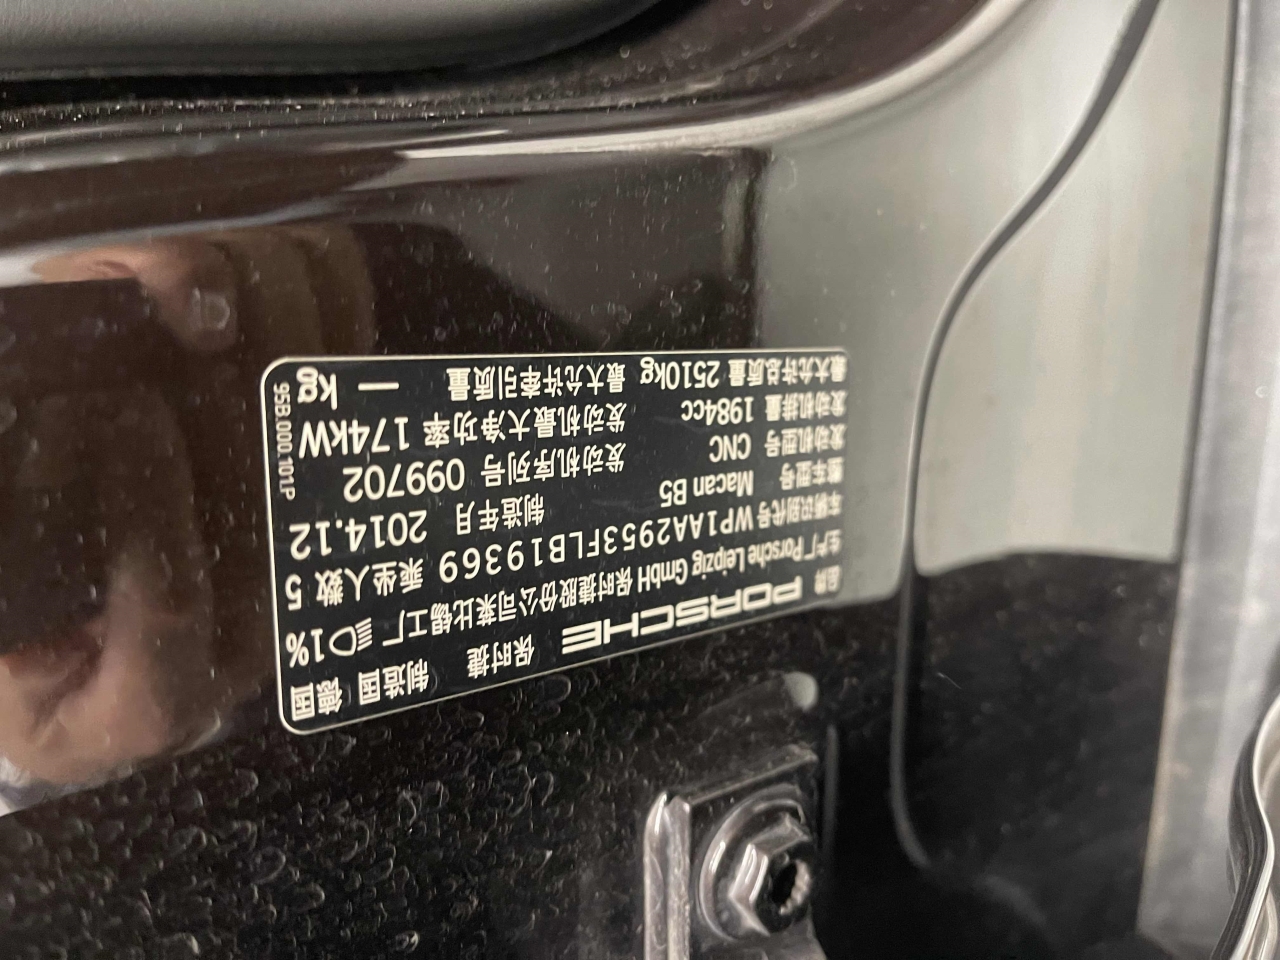 品牌 PORSCHE 保时捷 制造国 德国
生产厂 Porsche Leipzig GmbH 保时捷股份公司莱比锡工厂 1%
车辆识别代号 WP1AA2953FLB19369 乘坐人数 5
整车型号 Macan B5 制造年月 2014.12
发动机型号 CNC 发动机序列号 099702
发动机排量 1984cc 发动机最大净功率 174kW
最大允许总质量 2510kg 最大允许牵引质量 — kg
95B.000.101.P